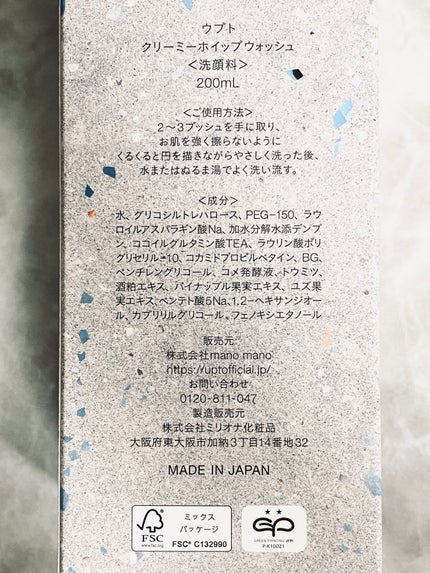 ウプト
クリーミーホイップウォッシュ
＜洗顔料＞
200mL
＜ご使用方法＞
2〜3プッシュを手に取り、
お肌を強く擦らないように
くるくると円を描きながらやさしく洗った後、
水またはぬるま湯でよく洗い流す。
＜成分＞
水、グリコシルトレハロース、PEG-150、ラウ
ロイルアスパラギン酸Na、加水分解水添デンプ
ン、ココイルグルタミン酸TEA、ラウリン酸ポリ
グリセリル-10、コカミドプロピルベタイン、BG、
ペンチレングリコール、コメ発酵液、トウミツ、
酒粕エキス、パイナップル果実エキス、ユズ果
実エキス、ペンテト酸5Na、1,2-ヘキサンジオー
ル、カプリリルグリコール、フェノキシエタノール
販売元
株式会社mano mano
https://uptofficial.jp/
お問い合わせ
0120-811-047
製造販売元
株式会社ミリオナ化粧品
大阪府東大阪市加納3丁目14番地32
MADE IN JAPAN
FSC
www.fsc.org
ミックス
パッケージ
FSC® C132990
GREEN PRINTING JFPI
P-K10021